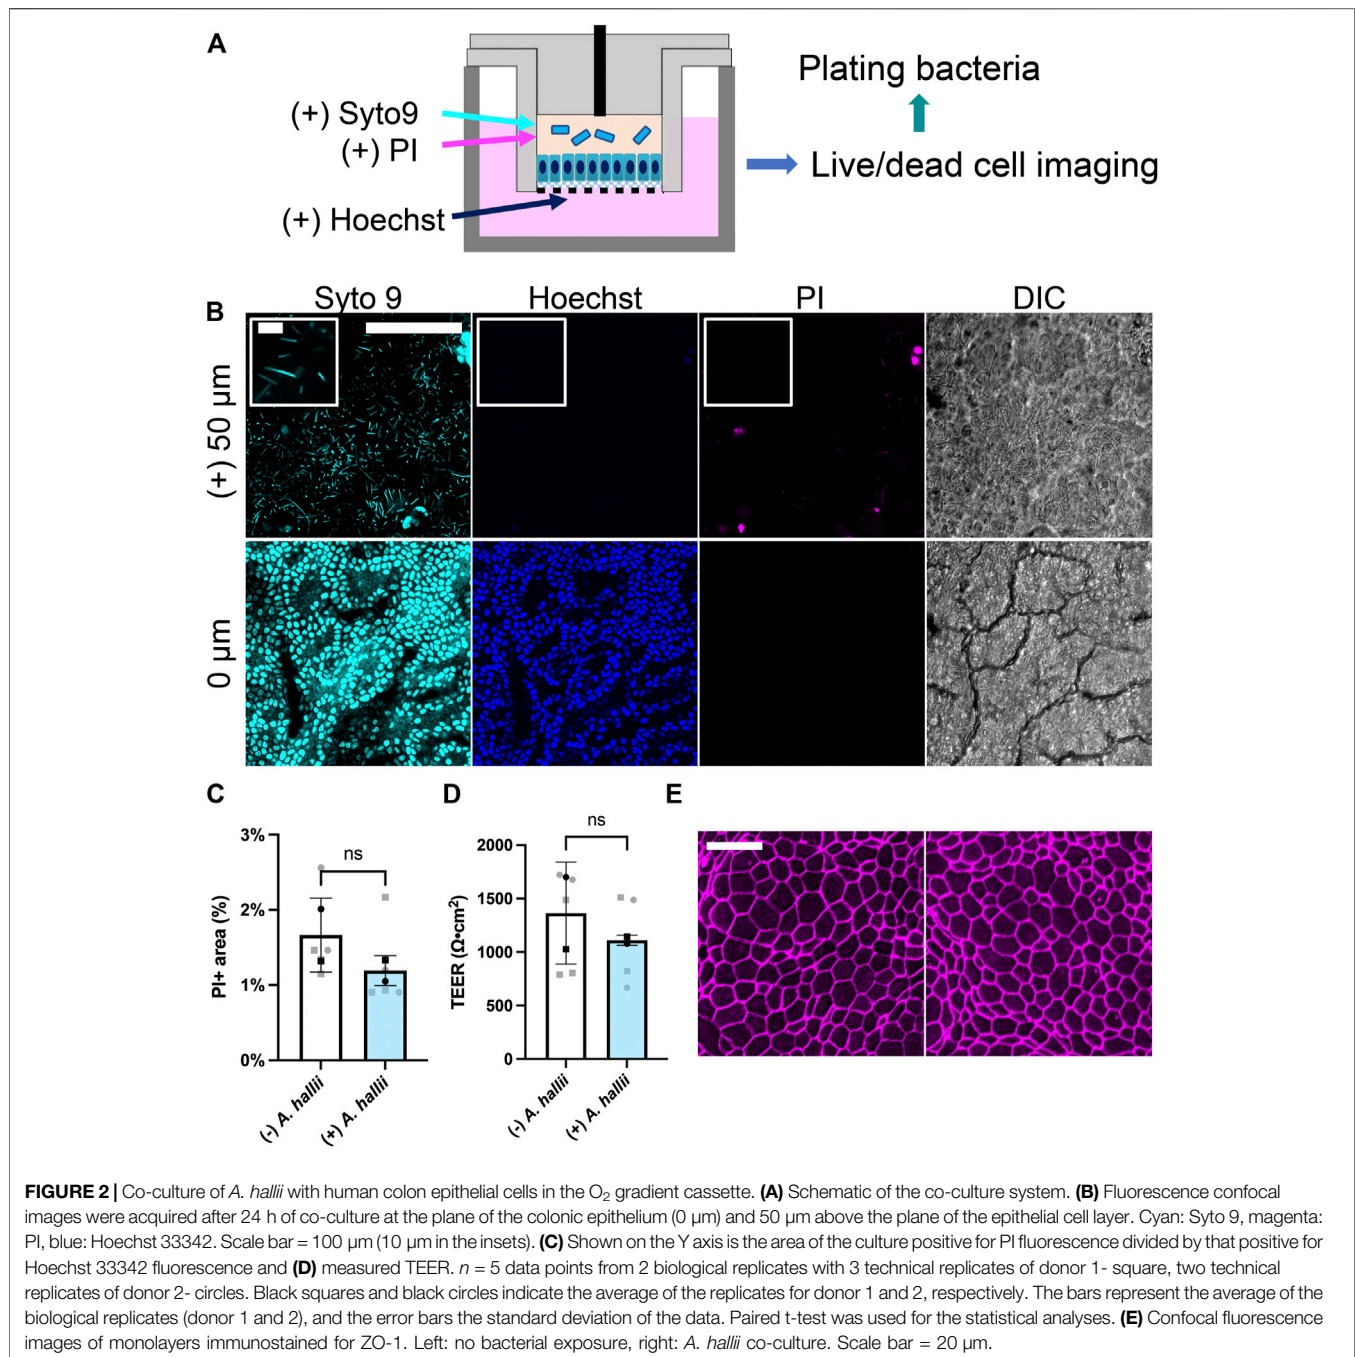 A
(+) Syto9
(+) PI
(+) Hoechst
Plating bacteria
Live/dead cell imaging
B
Syto 9
Hoechst
PI
DIC
(+) 50 µm
0 µm
C
3%
2%
1%
0%
PI+ area (%)
ns
(-) A. hallii
(+) A. hallii
D
2000
1500
1000
500
0
TEER (Ω•cm²)
ns
(-) A. hallii
(+) A. hallii
E
FIGURE 2 | Co-culture of A. hallii with human colon epithelial cells in the O₂ gradient cassette. (A) Schematic of the co-culture system. (B) Fluorescence confocal
images were acquired after 24 h of co-culture at the plane of the colonic epithelium (0 µm) and 50 µm above the plane of the epithelial cell layer. Cyan: Syto 9, magenta:
PI, blue: Hoechst 33342. Scale bar = 100 µm (10 µm in the insets). (C) Shown on the Y axis is the area of the culture positive for PI fluorescence divided by that positive for
Hoechst 33342 fluorescence and (D) measured TEER. n = 5 data points from 2 biological replicates with 3 technical replicates of donor 1- square, two technical
replicates of donor 2- circles. Black squares and black circles indicate the average of the replicates for donor 1 and 2, respectively. The bars represent the average of the
biological replicates (donor 1 and 2), and the error bars the standard deviation of the data. Paired t-test was used for the statistical analyses. (E) Confocal fluorescence
images of monolayers immunostained for ZO-1. Left: no bacterial exposure, right: A. hallii co-culture. Scale bar = 20 µm.